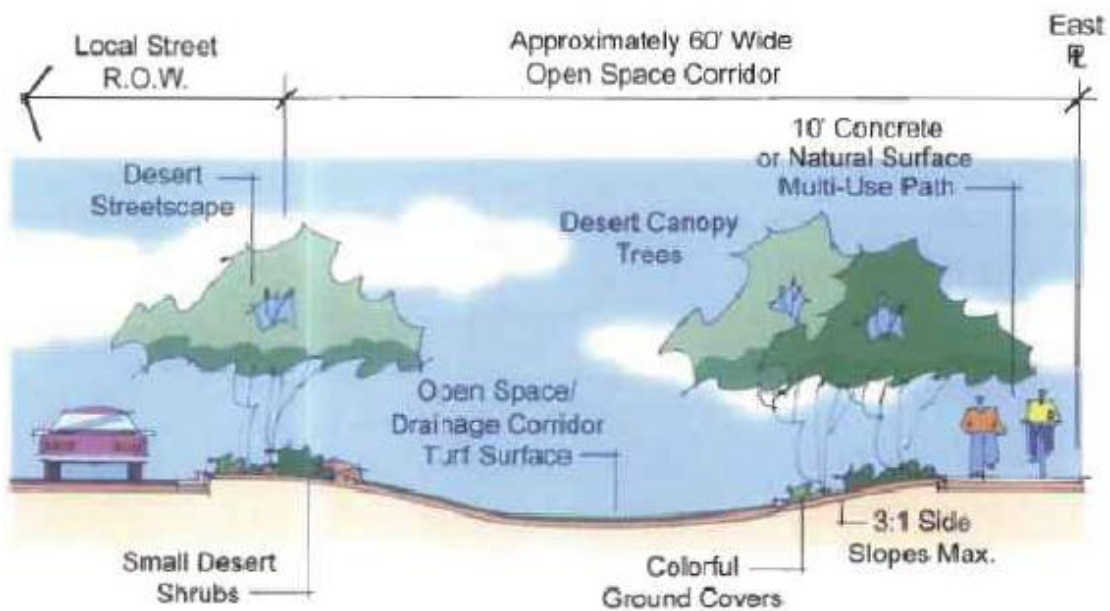 Local Street
R.O.W.
Approximately 60' Wide
Open Space Corridor
East
PL
10' Concrete
or Natural Surface
Multi-Use Path
Desert
Streetscape
Desert Canopy
Trees
Open Space/
Drainage Corridor
Turf Surface
3:1 Side
Slopes Max.
Small Desert
Shrubs
Colorful
Ground Covers